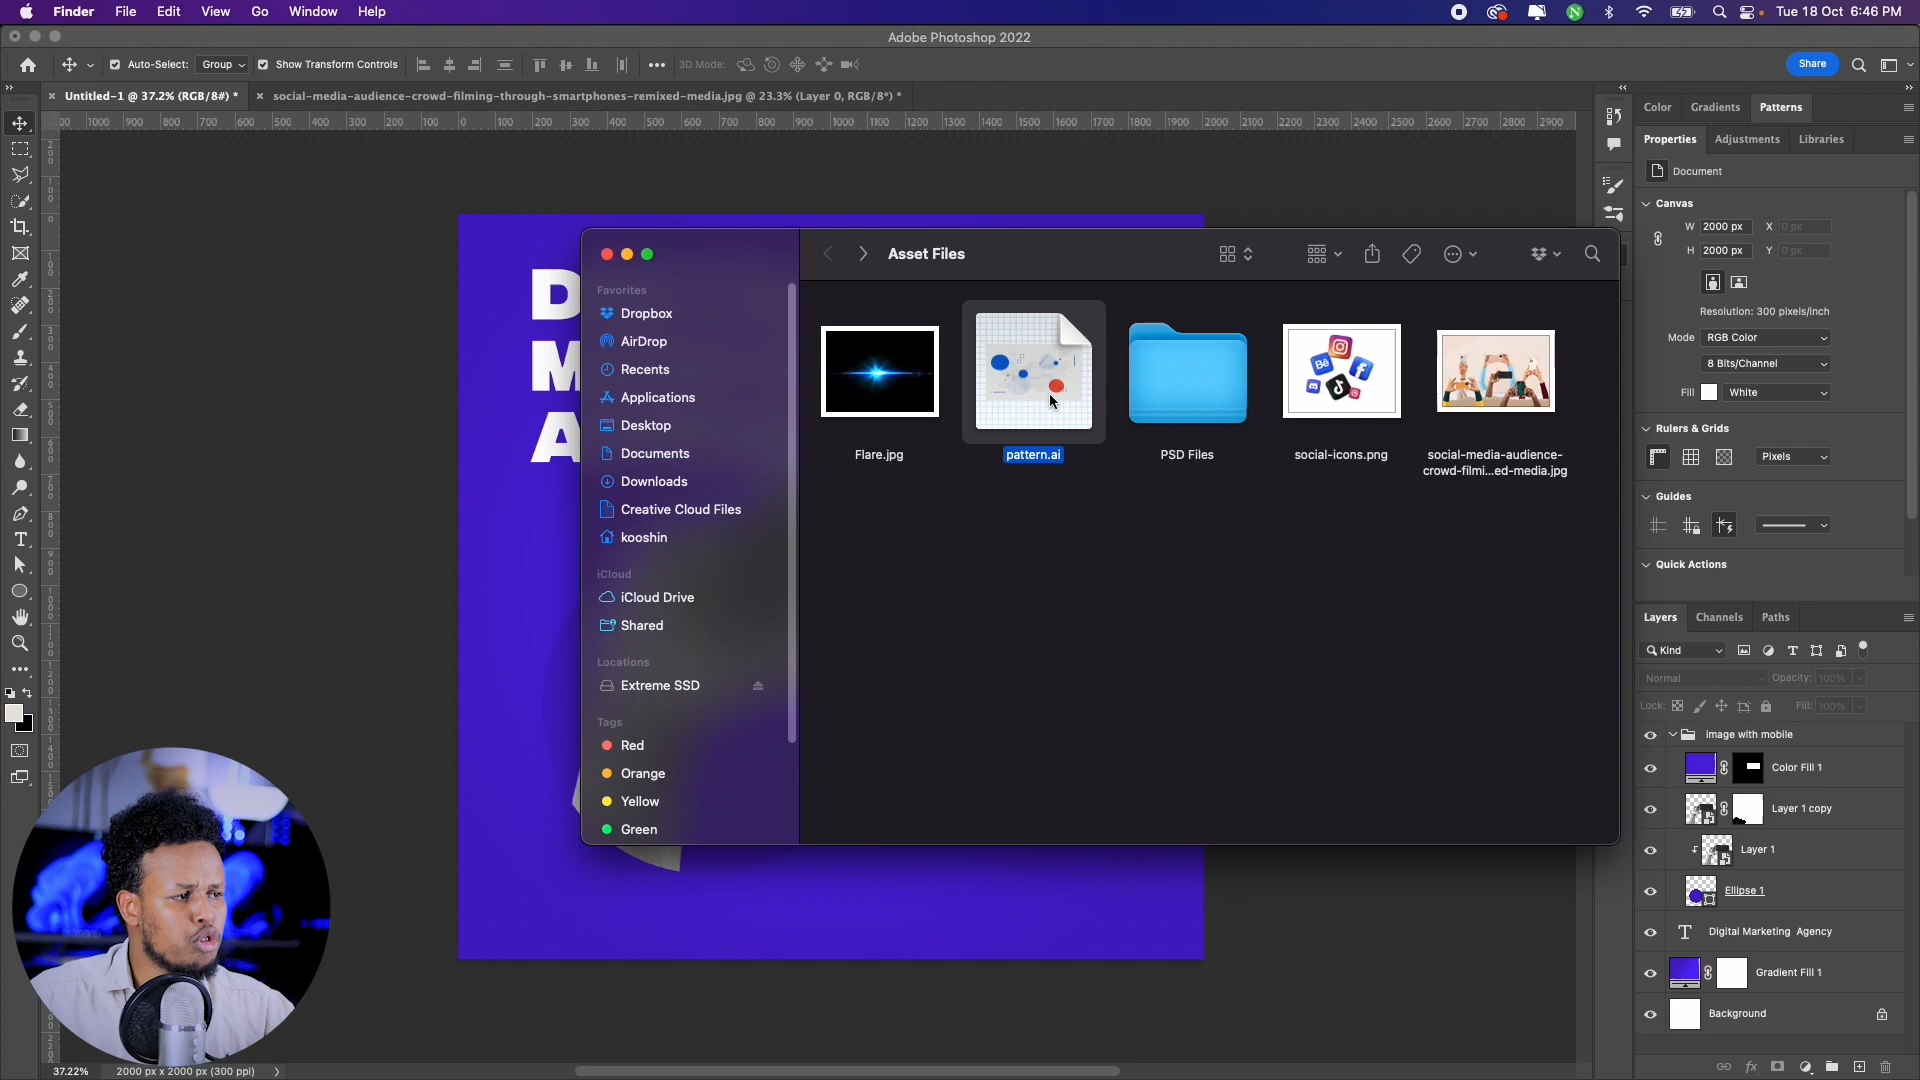 Finder File Edit View Go Window Help
Tue 18 Oct 6:46 PM
Adobe Photoshop 2022
Auto-Select: Group Show Transform Controls
3D Mode:
Share
Untitled-1 @ 37.2% (RGB/8#) *
social-media-audience-crowd-filming-through-smartphones-remixed-media.jpg @ 23.3% (Layer 0, RGB/8*) *
Color Gradients Patterns
Properties Adjustments Libraries
Document
Canvas
W 2000 px X 0 px
H 2000 px Y 0 px
Resolution: 300 pixels/inch
Mode RGB Color
8 Bits/Channel
Fill White
Rulers & Grids
Pixels
Guides
Quick Actions
D
M
A
Asset Files
Favorites
Dropbox
AirDrop
Recents
Applications
Desktop
Documents
Downloads
Creative Cloud Files
kooshin
iCloud
iCloud Drive
Shared
Locations
Extreme SSD
Tags
Red
Orange
Yellow
Green
Flare.jpg
pattern.ai
PSD Files
social-icons.png
social-media-audience-
crowd-filmi...ed-media.jpg
Layers Channels Paths
Kind
Normal Opacity: 100%
Lock: Fill: 100%
image with mobile
Color Fill 1
Layer 1 copy
Layer 1
Ellipse 1
Digital Marketing Agency
Gradient Fill 1
Background
37.22% 2000 px x 2000 px (300 ppi)